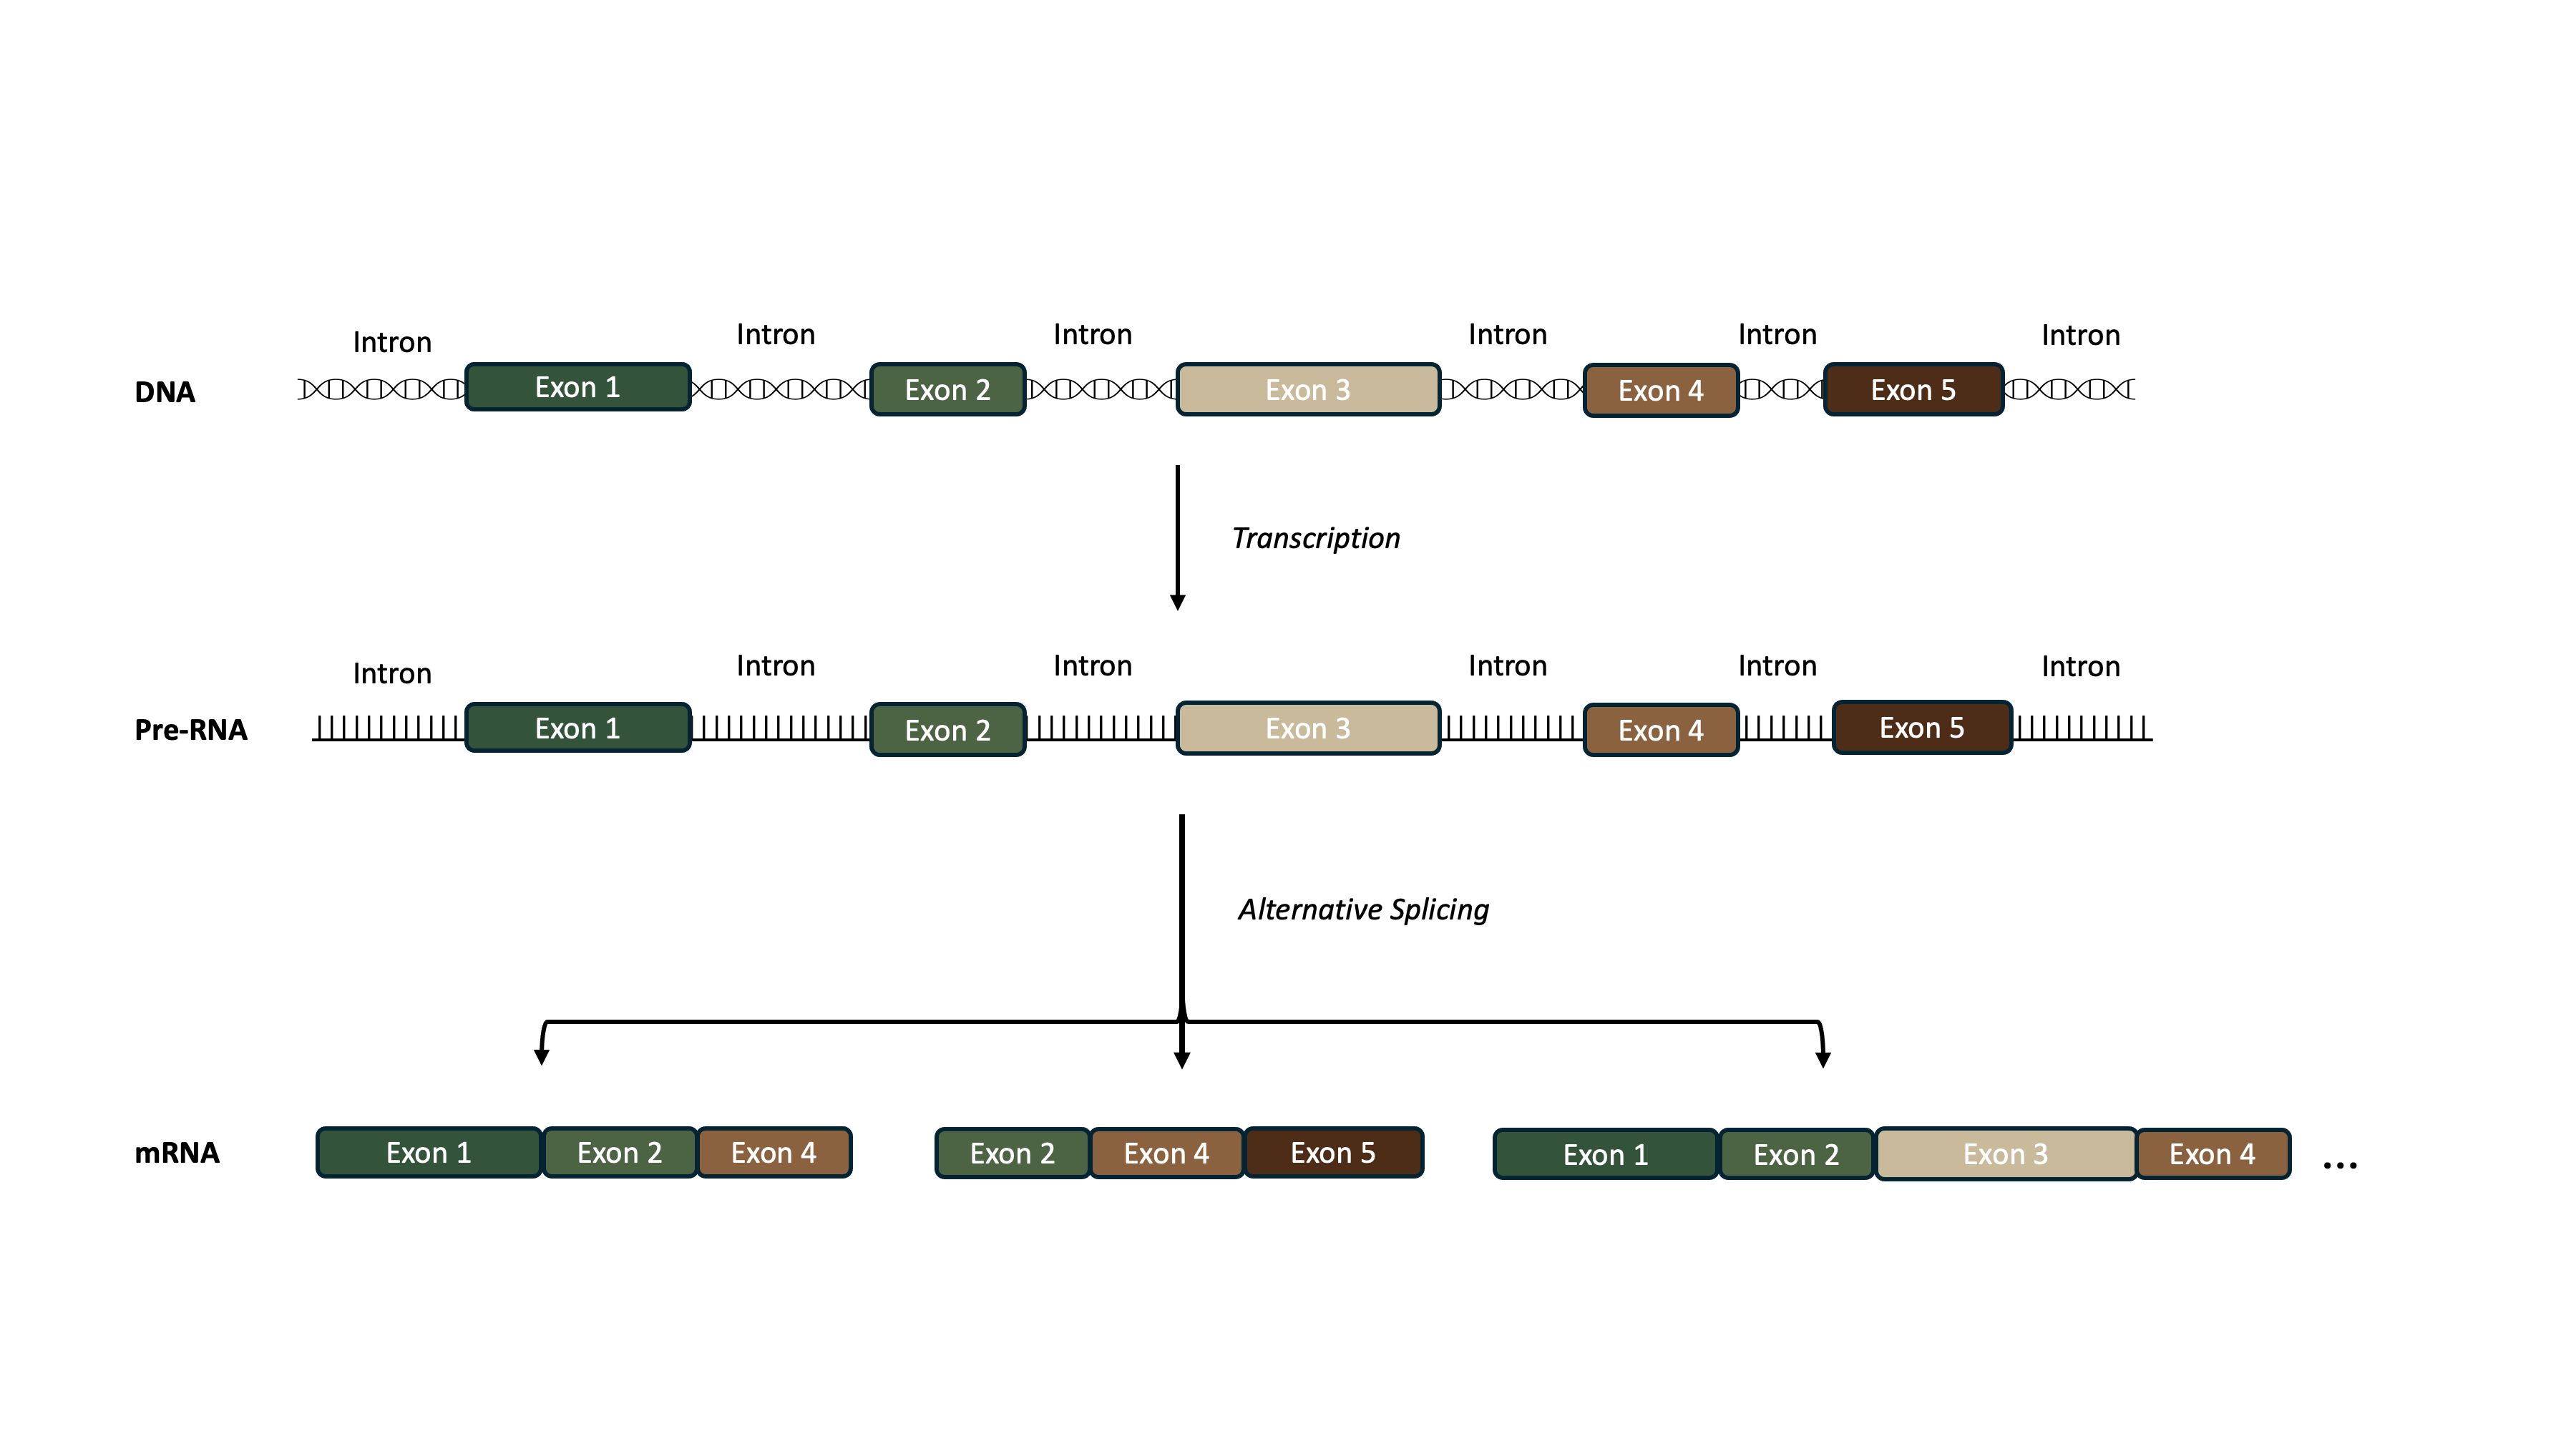 Intron Intron Intron Intron Intron Intron
DNA Exon 1 Exon 2 Exon 3 Exon 4 Exon 5
Transcription
Intron Intron Intron Intron Intron Intron
Pre-RNA Exon 1 Exon 2 Exon 3 Exon 4 Exon 5
Alternative Splicing
mRNA Exon 1 Exon 2 Exon 4 Exon 2 Exon 4 Exon 5 Exon 1 Exon 2 Exon 3 Exon 4 ...